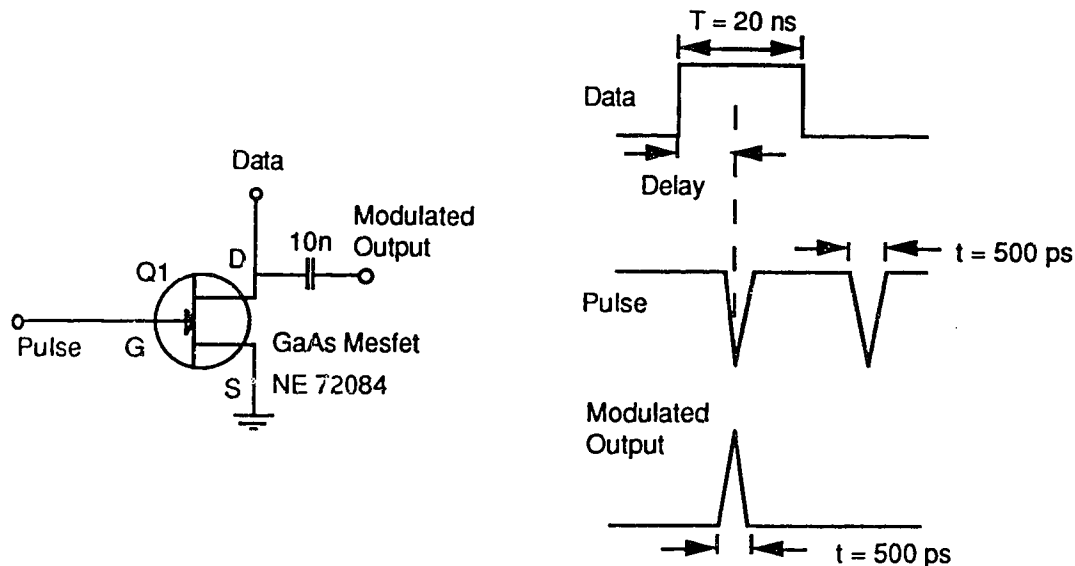 Data
Modulated
Output
10n
D
Q1
Pulse
G
S
GaAs Mesfet
NE 72084
T = 20 ns
Data
Delay
t = 500 ps
Pulse
Modulated
Output
t = 500 ps